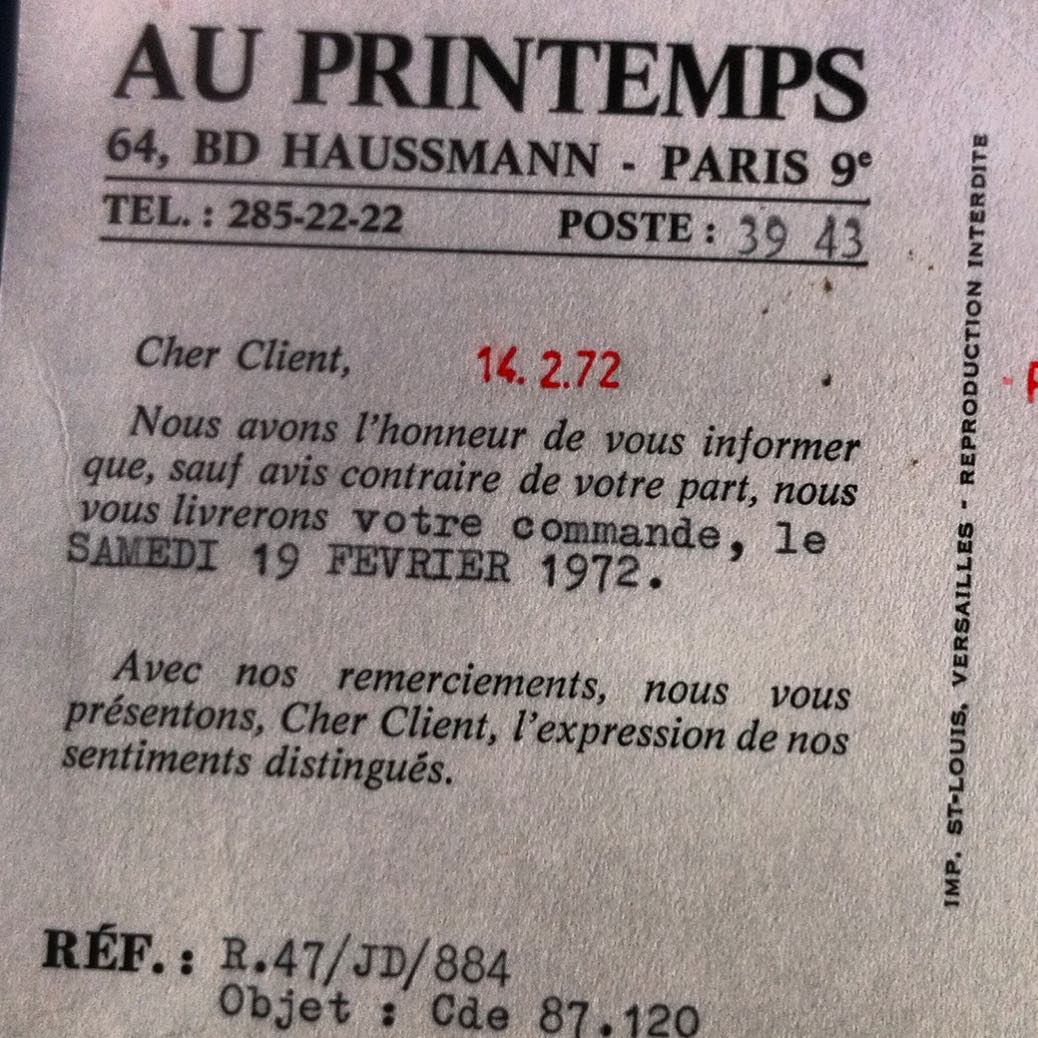 AU PRINTEMPS
64, BD HAUSSMANN - PARIS 9e
TEL. : 285-22-22 POSTE : 39 43
Cher Client, 14. 2.72
Nous avons l'honneur de vous informer
que, sauf avis contraire de votre part, nous
vous livrerons votre commande, le
SAMEDI 19 FEVRIER 1972.
Avec nos remerciements, nous vous
présentons, Cher Client, l'expression de nos
sentiments distingués.
RÉF. : R.47/JD/884
Objet : Cde 87.120
IMP. ST-LOUIS, VERSAILLES - REPRODUCTION INTERDITE